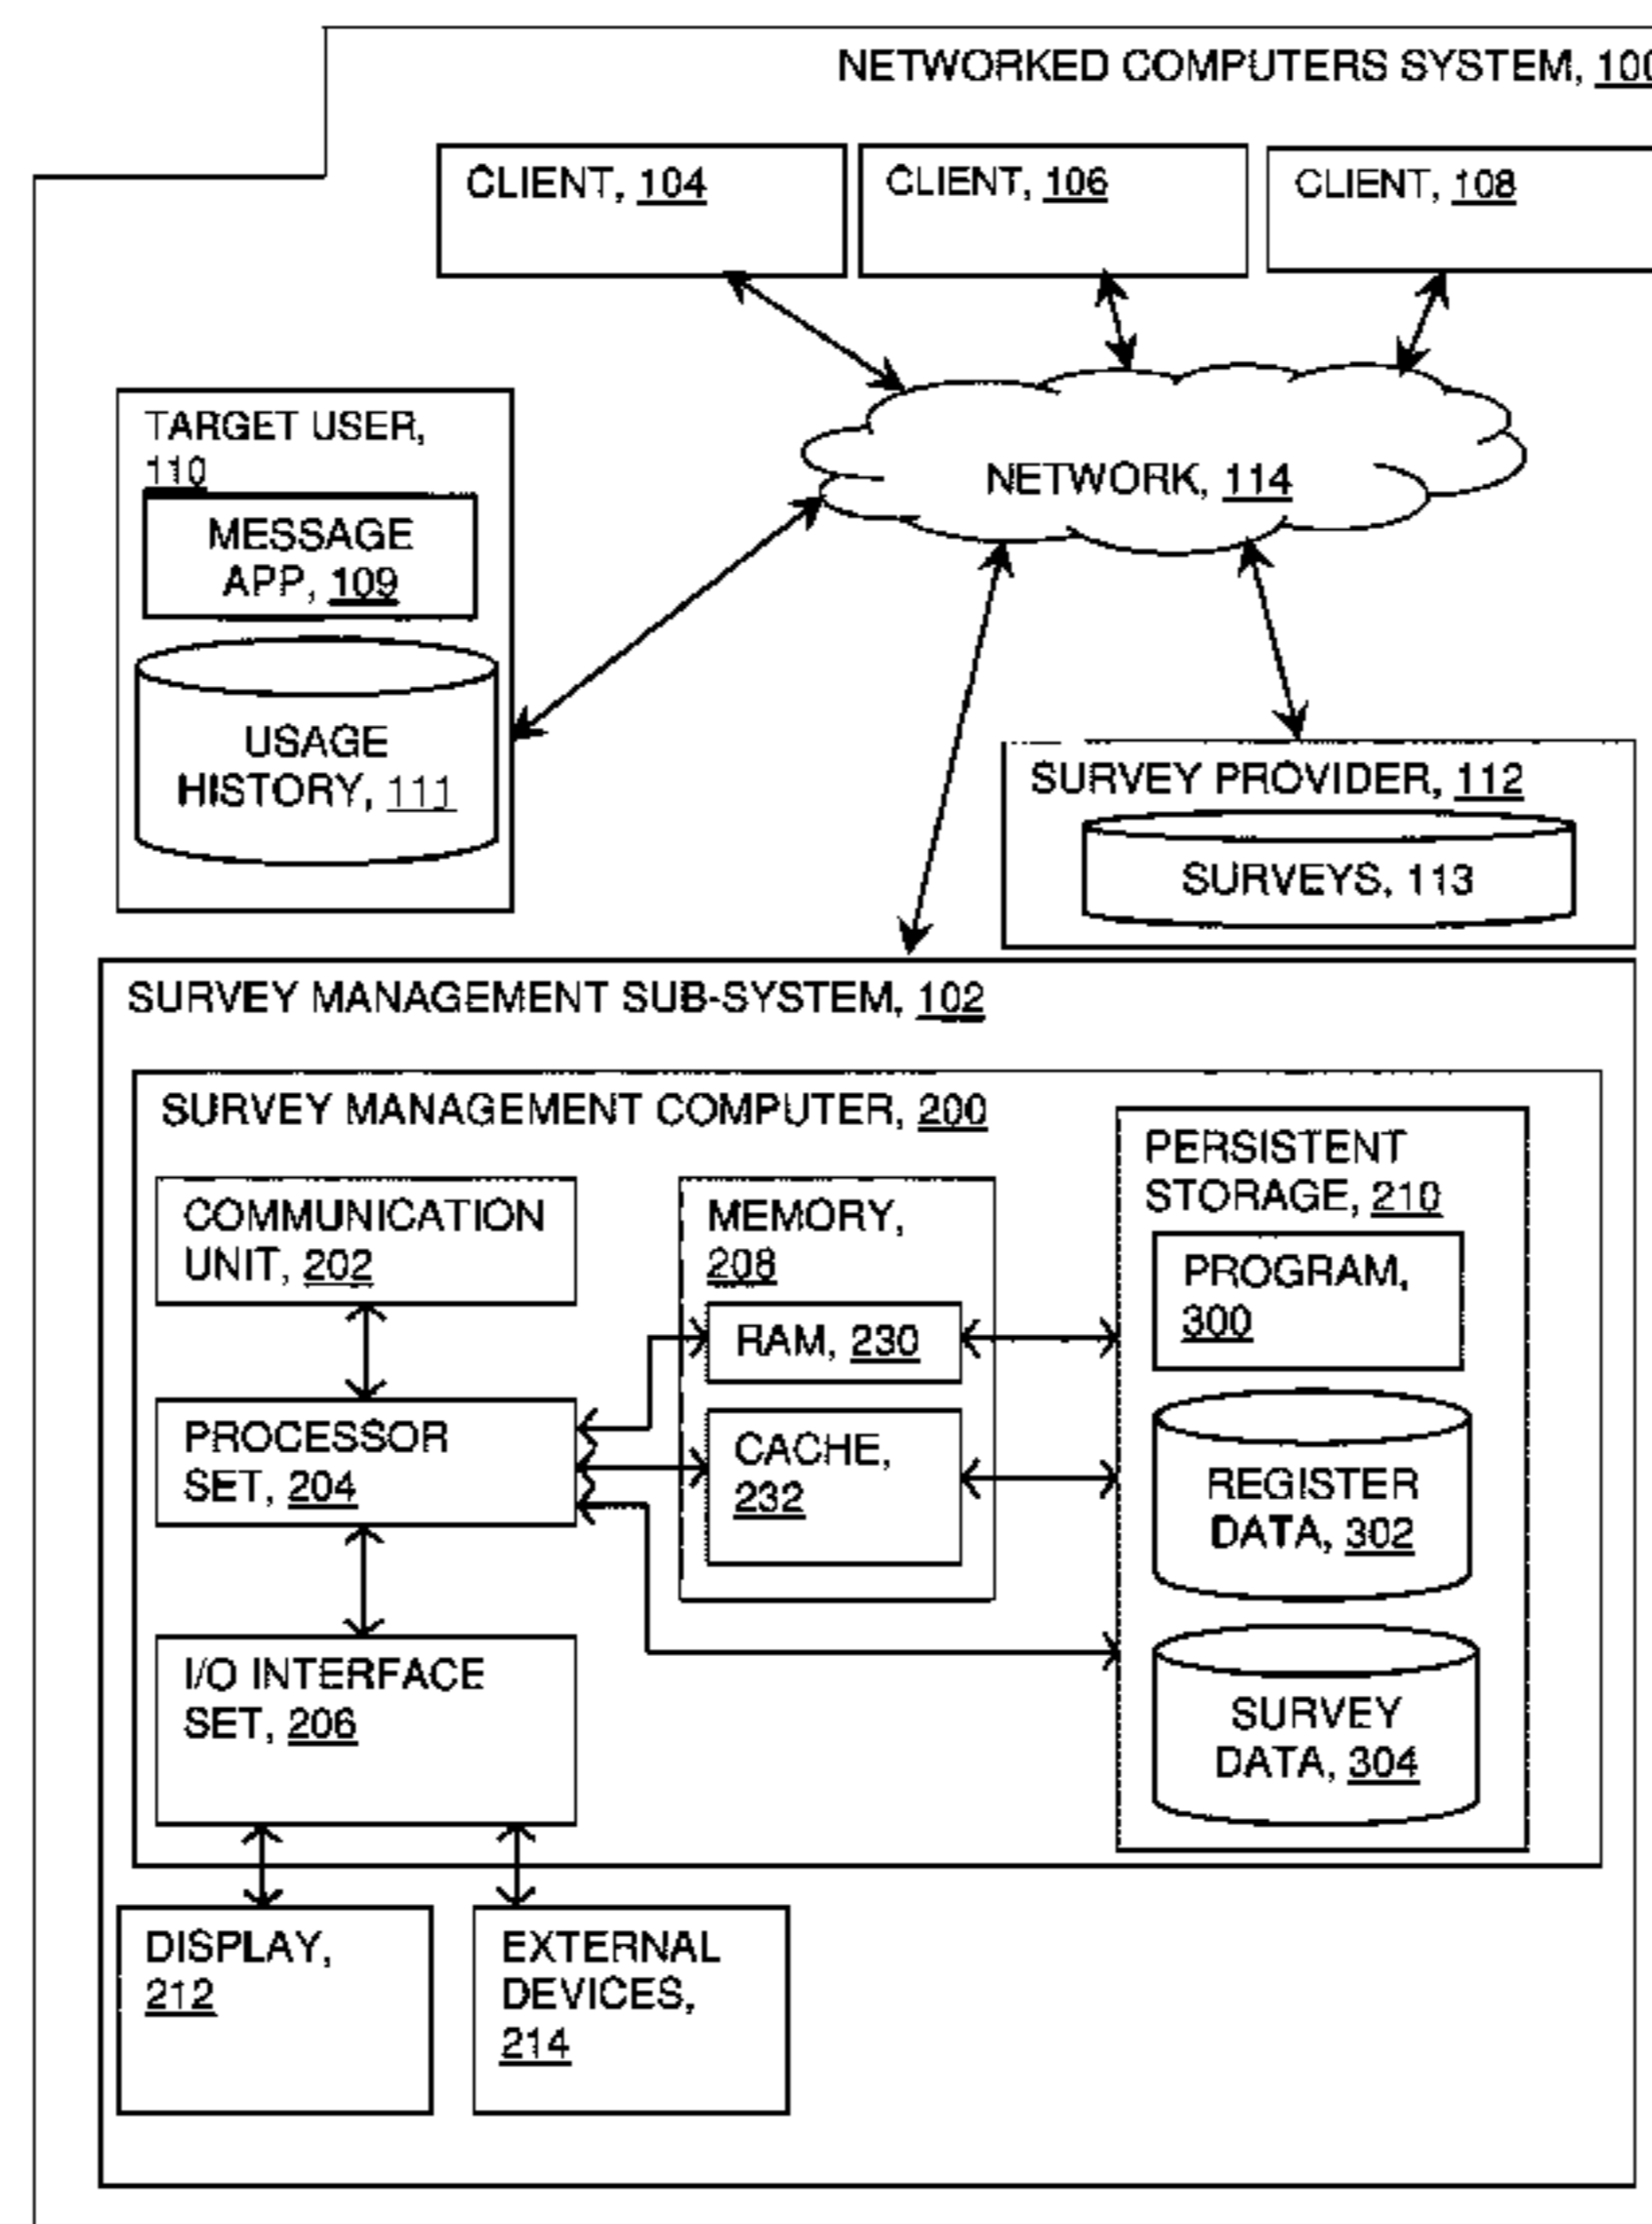 NETWORKED COMPUTERS SYSTEM, 100
CLIENT, 104
CLIENT, 106
CLIENT, 108
TARGET USER,
110
MESSAGE
APP, 109
USAGE
HISTORY, 111
NETWORK, 114
SURVEY PROVIDER, 112
SURVEYS, 113
SURVEY MANAGEMENT SUB-SYSTEM, 102
SURVEY MANAGEMENT COMPUTER, 200
COMMUNICATION
UNIT, 202
PROCESSOR
SET, 204
I/O INTERFACE
SET, 206
MEMORY,
208
RAM, 230
CACHE,
232
PERSISTENT
STORAGE, 210
PROGRAM,
300
REGISTER
DATA, 302
SURVEY
DATA, 304
DISPLAY,
212
EXTERNAL
DEVICES,
214